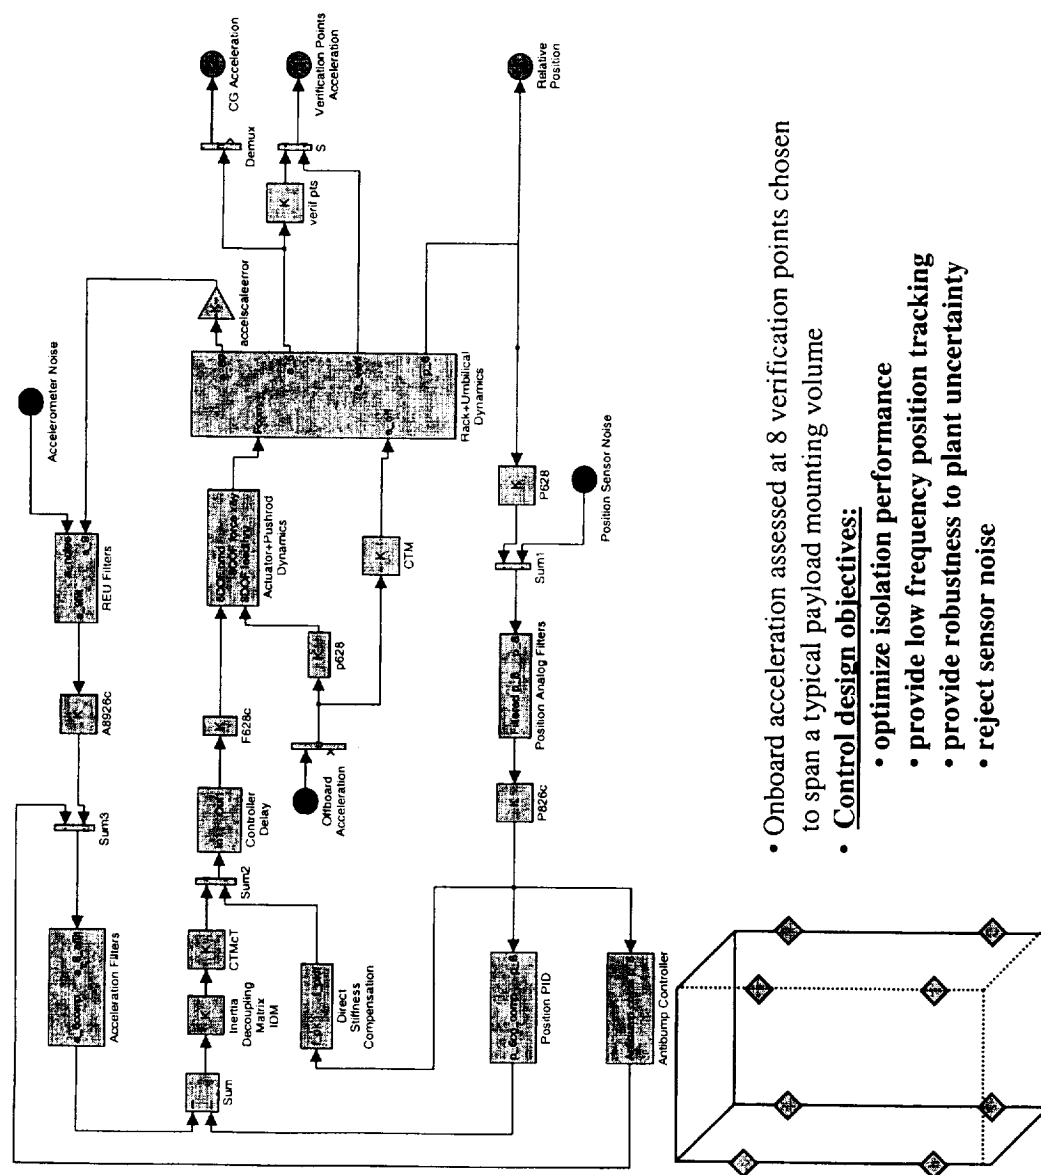 CG Acceleration
Verification Points
Acceleration
Relative
Position
Demux
S
K
verif pts
accelscaleerror
Accelerometer Noise
Rack+Umbilical
Dynamics
REU Filters
Actuator+Pushrod
Dynamics
K
CTM
K
P628
Position Sensor Noise
Sum1
K
p628
A8926c
K
F628c
Offboard
Acceleration
Position Analog Filters
K
P826c
Sum3
Controller
Delay
Sum2
Acceleration Filters
K
CTMcT
K
Inertia
Decoupling
Matrix
IDM
Direct
Stiffness
Compensation
Position PID
Antibump Controller
Sum
• Onboard acceleration assessed at 8 verification points chosen
to span a typical payload mounting volume
• Control design objectives:
• optimize isolation performance
• provide low frequency position tracking
• provide robustness to plant uncertainty
• reject sensor noise